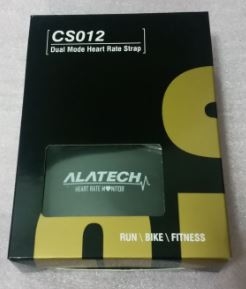 CS012
Dual Mode Heart Rate Strap
ALATECH
HEART RATE MONITOR
RUN \ BIKE \ FITNESS